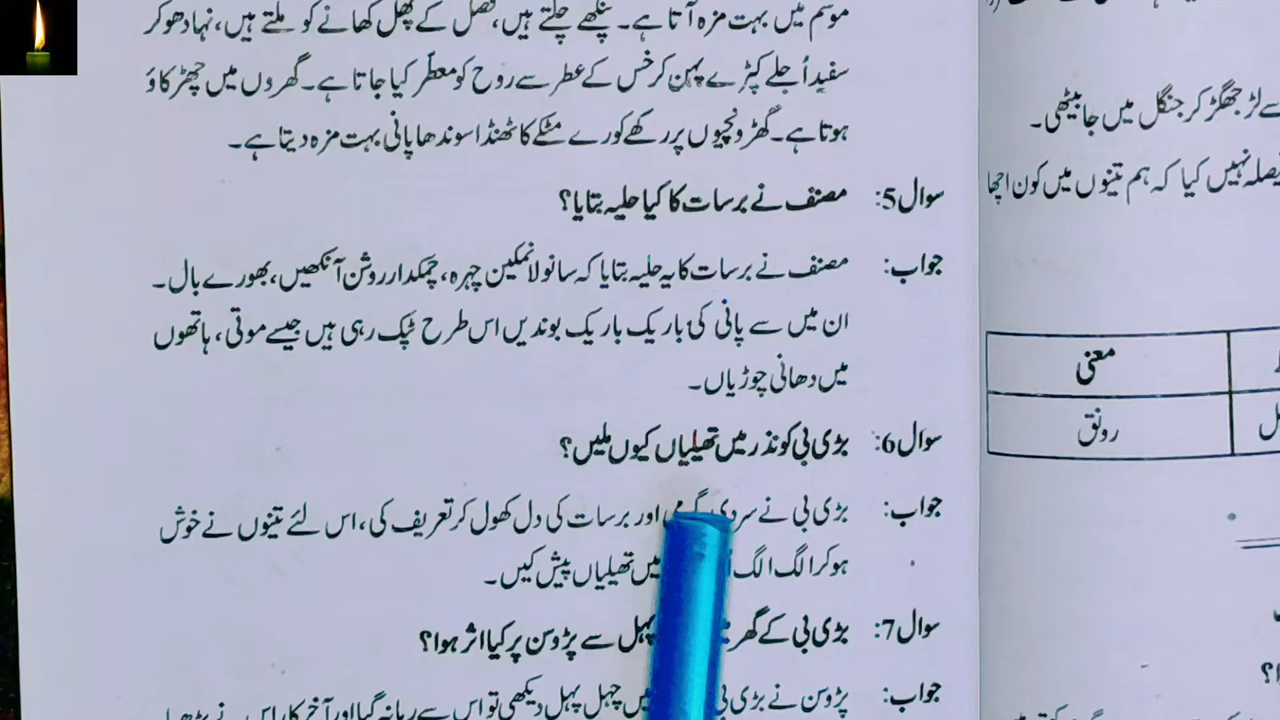 موسم میں بہت مزہ آتا ہے۔ پنکھے چلتے ہیں، فصل کے پھل کھانے کو ملتے ہیں، نہا دھو کر
سفید اُجلے کپڑے پہن کر خس کے عطر سے روح کو معطّر کیا جاتا ہے۔ گھروں میں چھڑکاؤ
ہوتا ہے۔ گھڑونچیوں پر رکھے کورے مٹکے کا ٹھنڈا سوندھا پانی بہت مزہ دیتا ہے۔
سوال 5: مصنف نے برسات کا کیا حلیہ بتایا؟
جواب: مصنف نے برسات کا یہ حلیہ بتایا کہ سانولا نمکین چہرہ، چمکدار روشن آنکھیں، بھورے بال۔
ان میں سے پانی کی باریک باریک بوندیں اس طرح ٹپک رہی ہیں جیسے موتی، ہاتھوں
میں دھانی چوڑیاں۔
سوال 6: بڑی بی کو نذر میں تھیلیاں کیوں ملیں؟
جواب: بڑی بی نے سردی گرمی اور برسات کی دل کھول کر تعریف کی، اس لئے تینوں نے خوش
ہو کر الگ الگ میں تھیلیاں پیش کیں۔
سوال 7: بڑی بی کے گھر پہل سے پڑوسن پر کیا اثر ہوا؟
جواب: پڑوسن نے بڑی بی میں چہل پہل دیکھی تو اس سے رہا نہ گیا اور آخر کار اس نے
لڑ جھگڑ کر جنگل میں جا بیٹھی۔
نہیں کیا کہ ہم تینوں میں کون اچھا
معنی
رونق